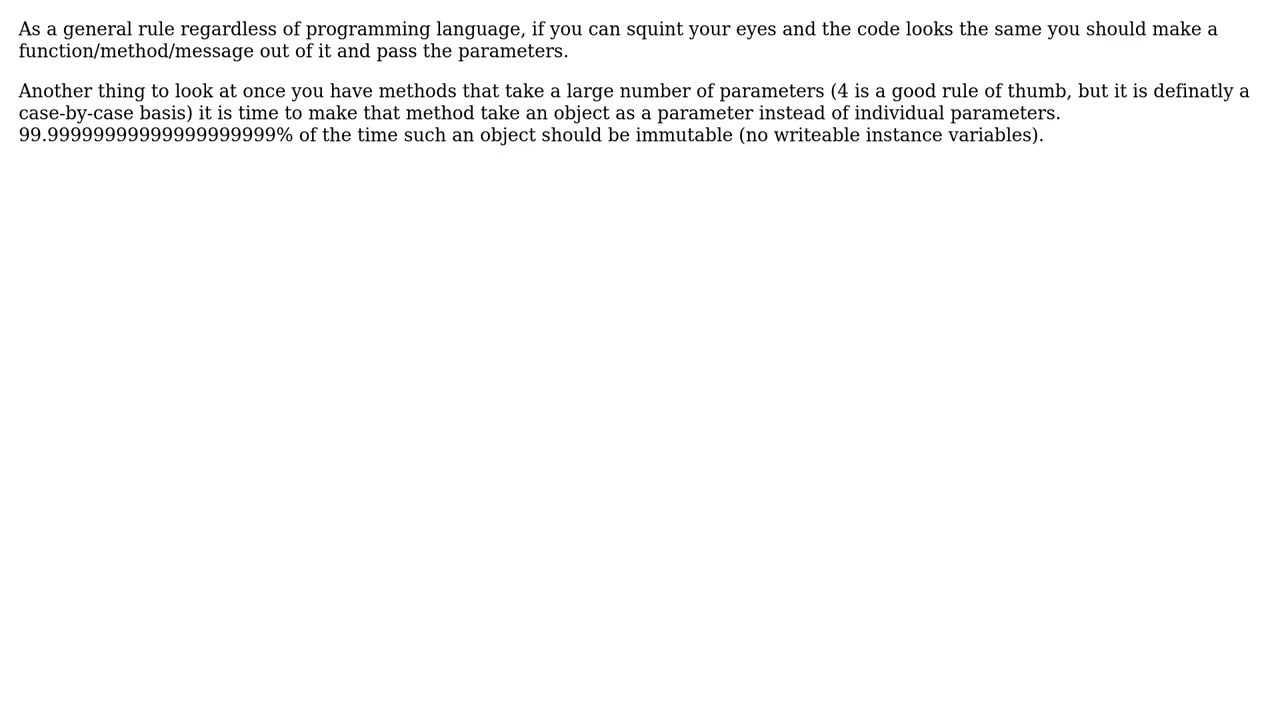 As a general rule regardless of programming language, if you can squint your eyes and the code looks the same you should make a
function/method/message out of it and pass the parameters.
Another thing to look at once you have methods that take a large number of parameters (4 is a good rule of thumb, but it is definatly a
case-by-case basis) it is time to make that method take an object as a parameter instead of individual parameters.
99.99999999999999999999% of the time such an object should be immutable (no writeable instance variables).